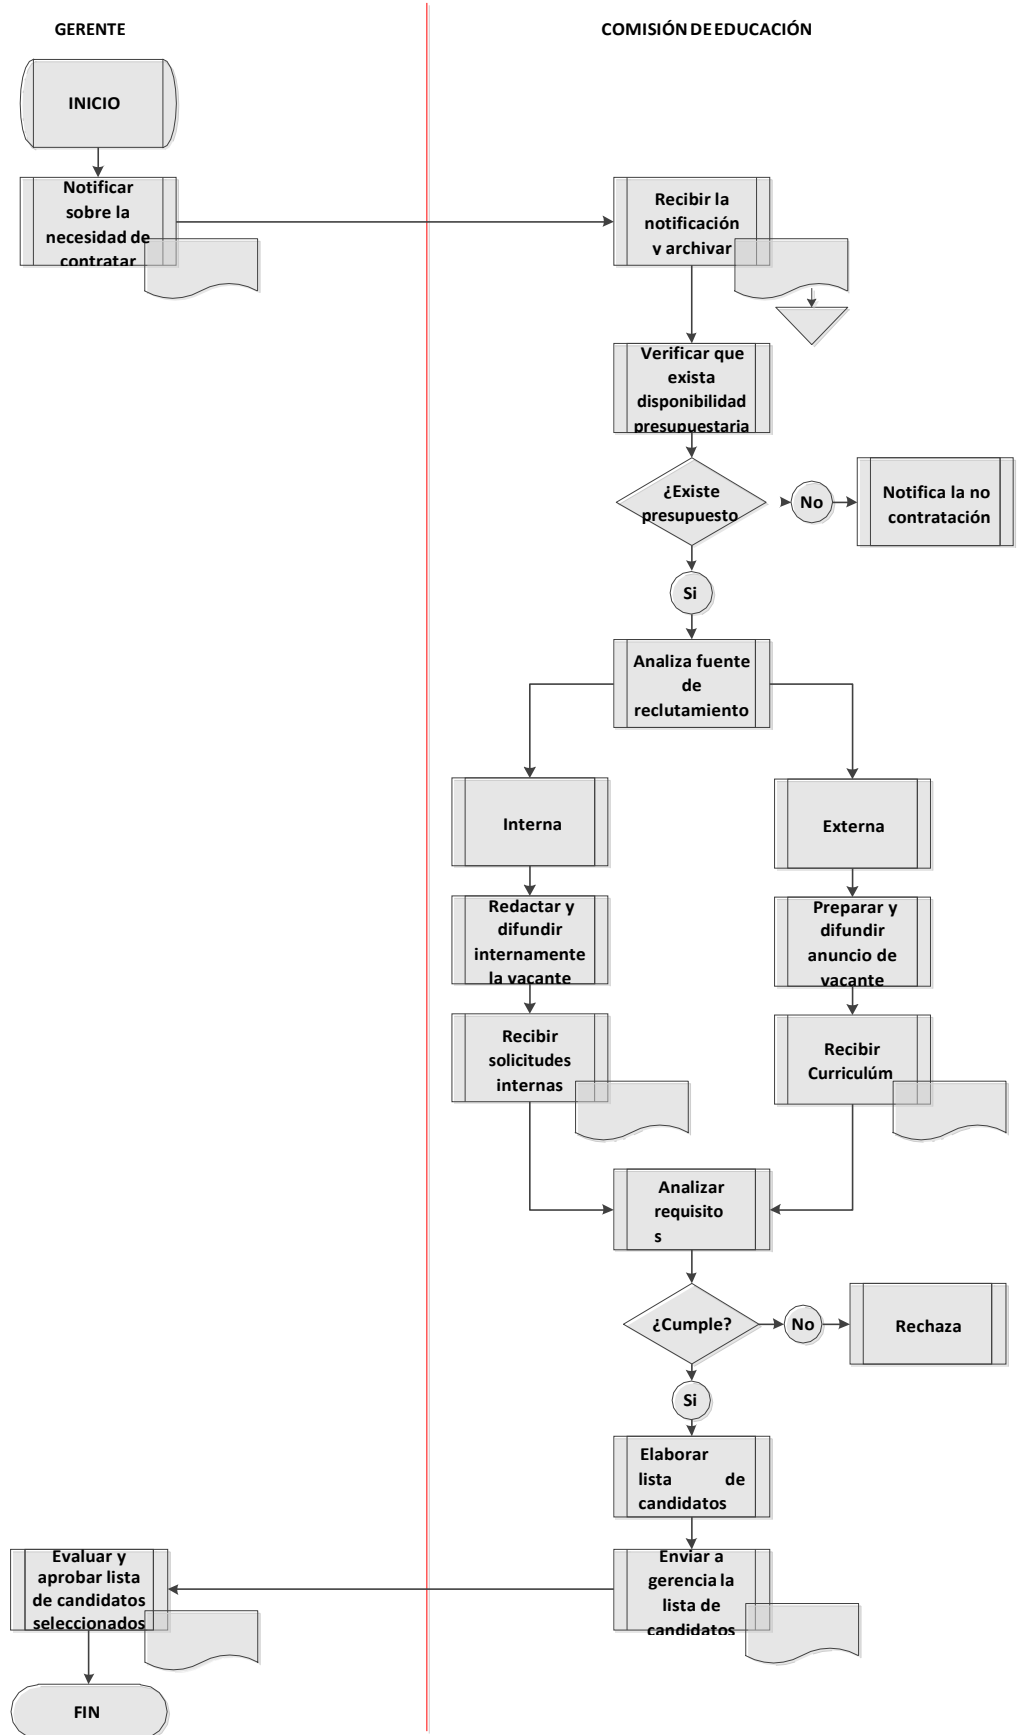 GERENTE
COMISIÓN DE EDUCACIÓN
INICIO
Notificar
sobre la
necesidad de
contratar
Recibir la
notificación
y archivar
Verificar que
exista
disponibilidad
presupuestaria
¿Existe
presupuesto
No
Notifica la no
contratación
Si
Analiza fuente
de
reclutamiento
Interna
Externa
Redactar y
difundir
internamente
la vacante
Preparar y
difundir
anuncio de
vacante
Recibir
solicitudes
internas
Recibir
Curriculúm
Analizar
requisito
s
¿Cumple?
No
Rechaza
Si
Elaborar
lista de
candidatos
Enviar a
gerencia la
lista de
candidatos
Evaluar y
aprobar lista
de candidatos
seleccionados
FIN